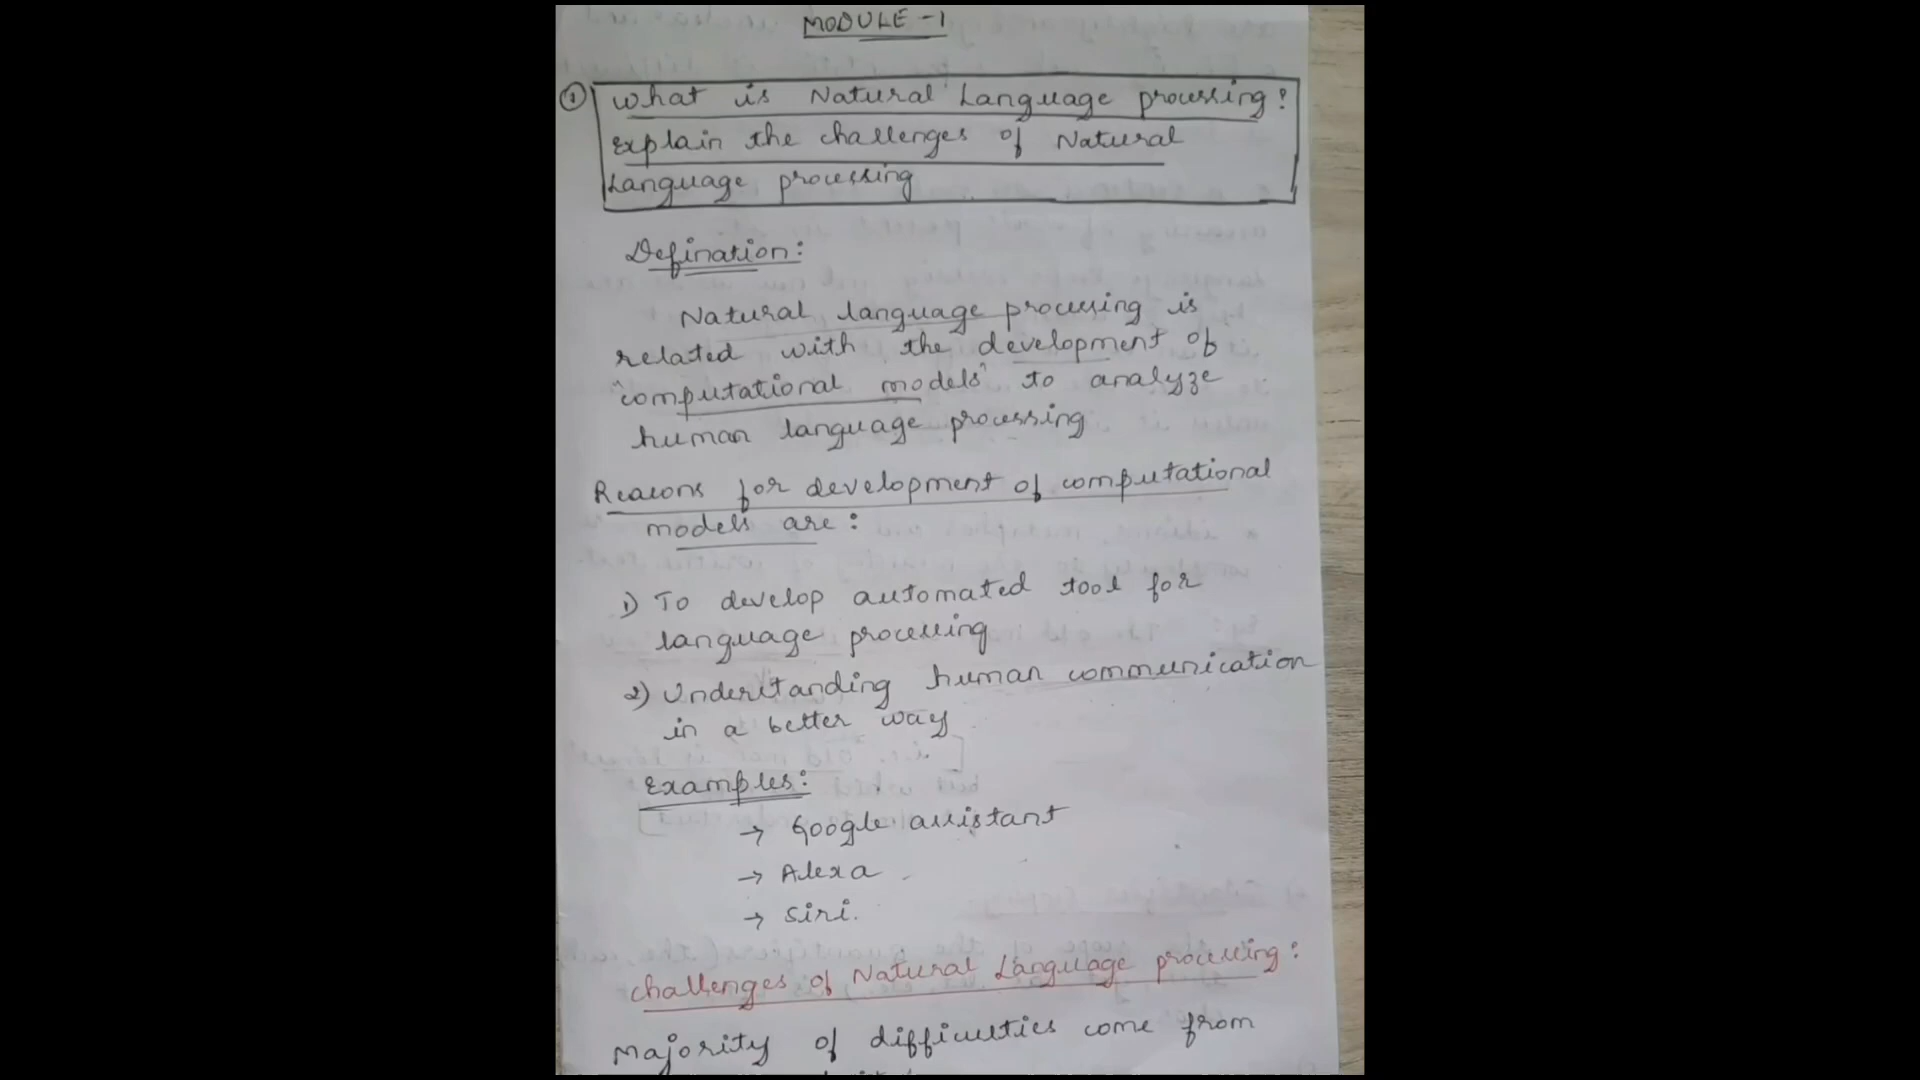 MODULE-1
① What is Natural Language processing?
Explain the challenges of Natural
Language processing
Defination:
Natural language processing is
related with the development of
"computational models" to analyze
human language processing
Reasons for development of computational
models are:
1) To develop automated tool for
language processing
2) Understanding human communication
in a better way
Examples:
→ Google assistant
→ Alexa
→ Siri.
Challenges of Natural Language processing:
Majority of difficulties come from